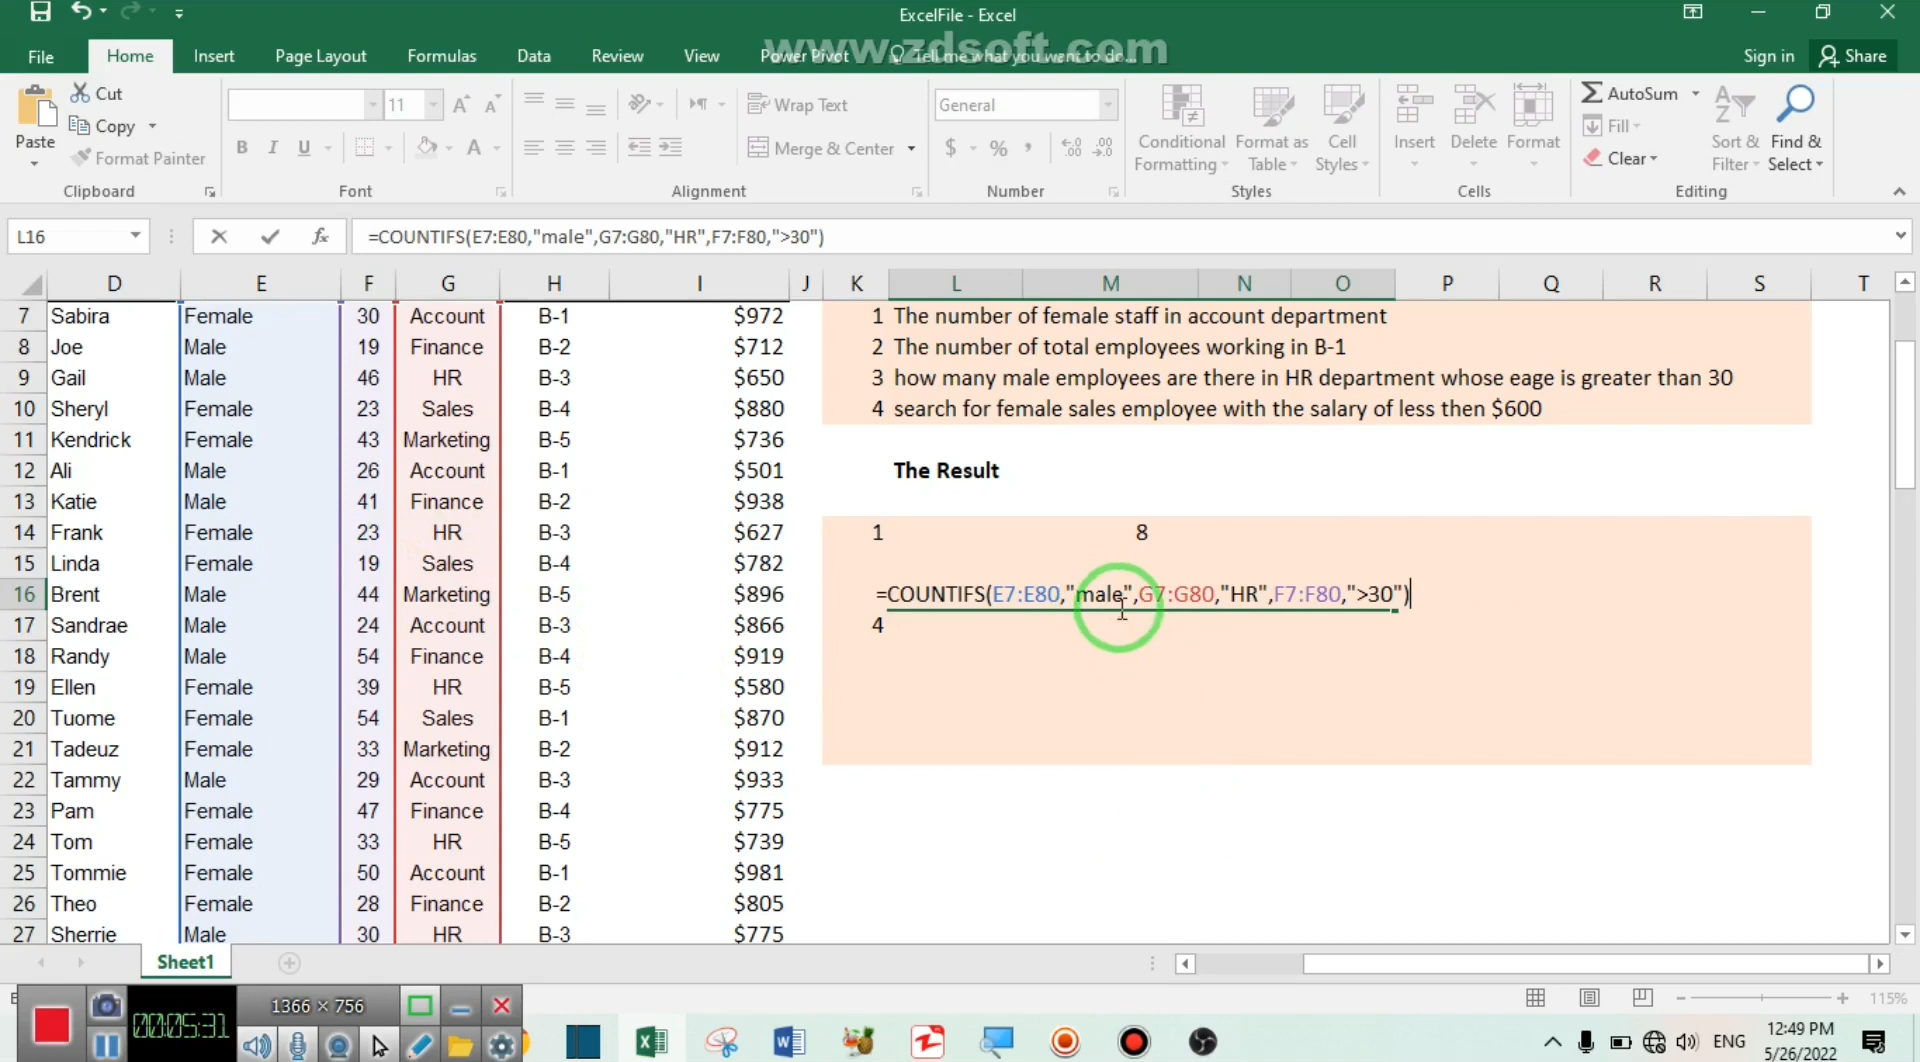 ExcelFile - Excel
www.zdsoft.com
File Home Insert Page Layout Formulas Data Review View Power Pivot Tell me what you want to do... Sign in Share
Cut
Copy
Format Painter
Paste
Clipboard
11
B I U
A
Font
Wrap Text
Merge & Center
Alignment
General
$ % ,
Number
Conditional Formatting
Format as Table
Cell Styles
Styles
Insert Delete Format
Cells
AutoSum
Fill
Clear
Sort & Filter
Find & Select
Editing
L16
fx
=COUNTIFS(E7:E80,"male",G7:G80,"HR",F7:F80,">30")
D E F G H I J K L M N O P Q R S T
7 Sabira Female 30 Account B-1 $972 1 The number of female staff in account department
8 Joe Male 19 Finance B-2 $712 2 The number of total employees working in B-1
9 Gail Male 46 HR B-3 $650 3 how many male employees are there in HR department whose eage is greater than 30
10 Sheryl Female 23 Sales B-4 $880 4 search for female sales employee with the salary of less then $600
11 Kendrick Female 43 Marketing B-5 $736
12 Ali Male 26 Account B-1 $501 The Result
13 Katie Male 41 Finance B-2 $938
14 Frank Female 23 HR B-3 $627 1 8
15 Linda Female 19 Sales B-4 $782
16 Brent Male 44 Marketing B-5 $896 =COUNTIFS(E7:E80,"male",G7:G80,"HR",F7:F80,">30")
17 Sandrae Male 24 Account B-3 $866 4
18 Randy Male 54 Finance B-4 $919
19 Ellen Female 39 HR B-5 $580
20 Tuome Female 54 Sales B-1 $870
21 Tadeuz Female 33 Marketing B-2 $912
22 Tammy Male 29 Account B-3 $933
23 Pam Female 47 Finance B-4 $775
24 Tom Female 33 HR B-5 $739
25 Tommie Female 50 Account B-1 $981
26 Theo Female 28 Finance B-2 $805
27 Sherrie Male 30 HR B-3 $775
Sheet1
115%
1366 × 756
00:05:31
ENG
12:49 PM
5/26/2022